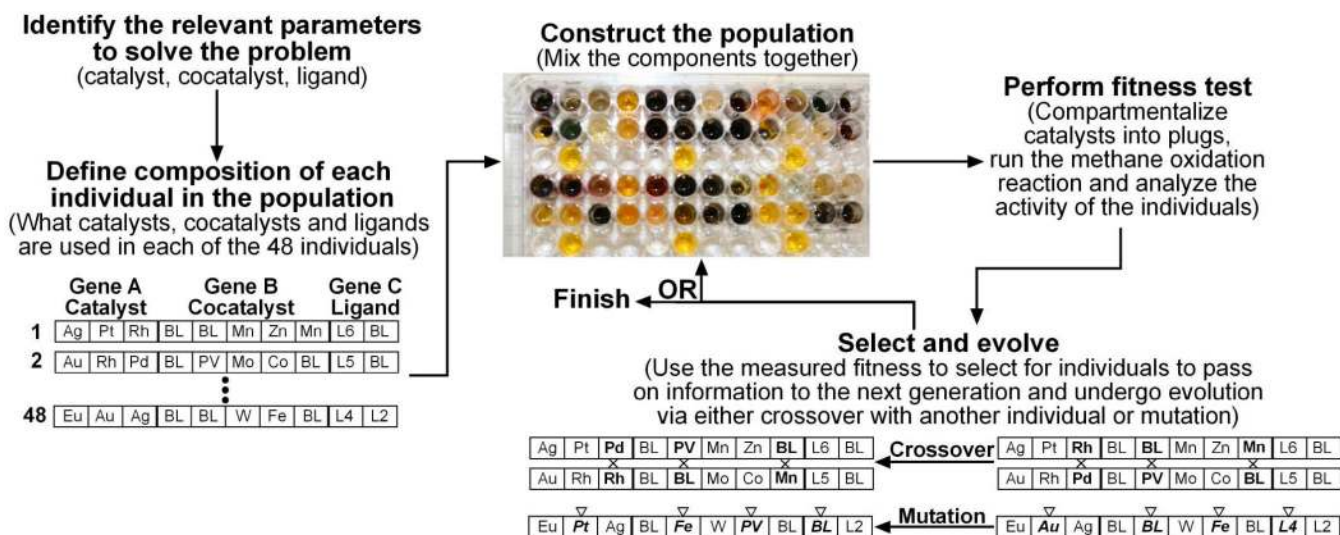 Identify the relevant parameters
to solve the problem
(catalyst, cocatalyst, ligand)
Define composition of each
individual in the population
(What catalysts, cocatalysts and ligands
are used in each of the 48 individuals)
Gene A Gene B Gene C
Catalyst Cocatalyst Ligand
1 Ag Pt Rh BL BL Mn Zn Mn L6 BL
2 Au Rh Pd BL PV Mo Co BL L5 BL
48 Eu Au Ag BL BL W Fe BL L4 L2
Construct the population
(Mix the components together)
Perform fitness test
(Compartmentalize
catalysts into plugs,
run the methane oxidation
reaction and analyze the
activity of the individuals)
Finish OR
Select and evolve
(Use the measured fitness to select for individuals to pass
on information to the next generation and undergo evolution
via either crossover with another individual or mutation)
Ag Pt Pd BL PV Mn Zn BL L6 BL Crossover Ag Pt Rh BL BL Mn Zn Mn L6 BL
Au Rh Rh BL BL Mo Co Mn L5 BL Au Rh Pd BL PV Mo Co BL L5 BL
Eu Pt Ag BL Fe W PV BL BL L2 Mutation Eu Au Ag BL BL W Fe BL L4 L2